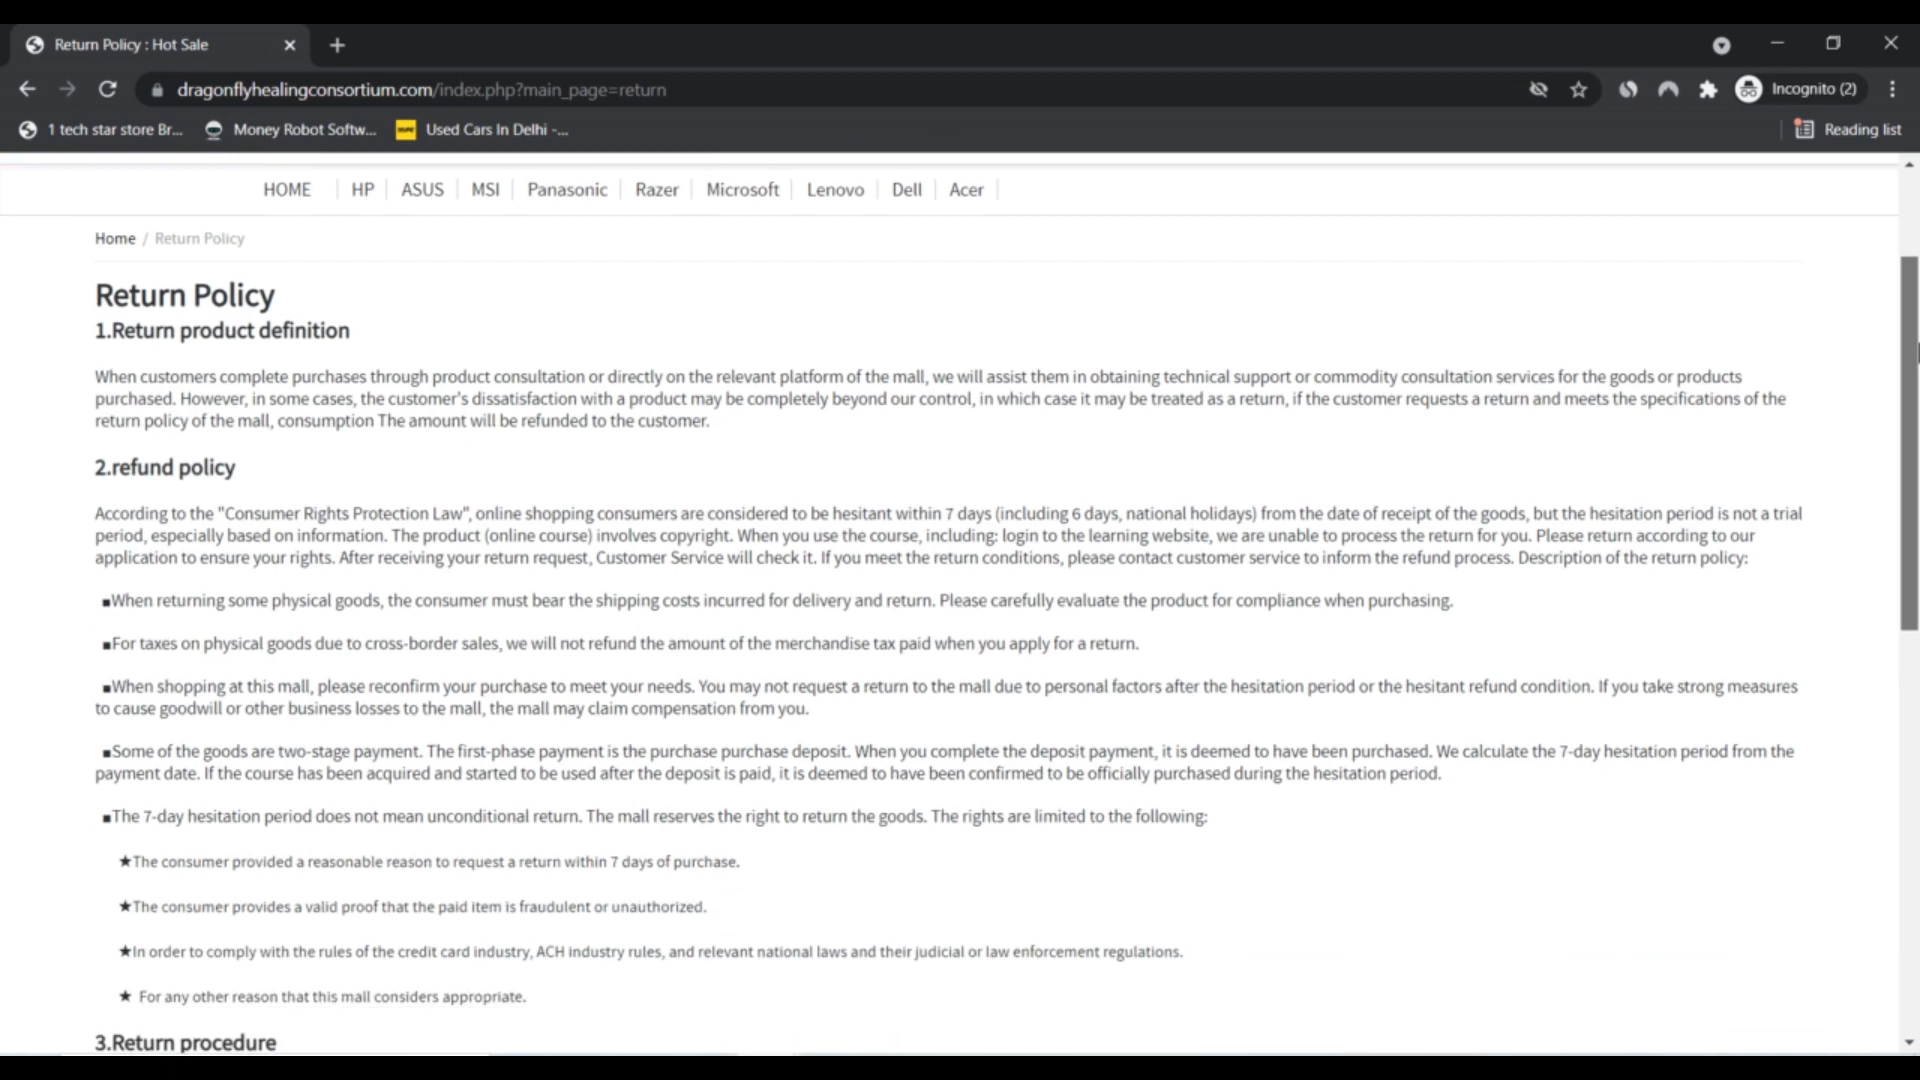 Return Policy : Hot Sale
dragonflyhealingconsortium.com/index.php?main_page=return
Incognito (2)
1 tech star store Br...
Money Robot Softw...
Used Cars In Delhi -...
Reading list
HOME
HP
ASUS
MSI
Panasonic
Razer
Microsoft
Lenovo
Dell
Acer
Home / Return Policy
Return Policy
1.Return product definition
When customers complete purchases through product consultation or directly on the relevant platform of the mall, we will assist them in obtaining technical support or commodity consultation services for the goods or products
purchased. However, in some cases, the customer's dissatisfaction with a product may be completely beyond our control, in which case it may be treated as a return, if the customer requests a return and meets the specifications of the
return policy of the mall, consumption The amount will be refunded to the customer.
2.refund policy
According to the "Consumer Rights Protection Law", online shopping consumers are considered to be hesitant within 7 days (including 6 days, national holidays) from the date of receipt of the goods, but the hesitation period is not a trial
period, especially based on information. The product (online course) involves copyright. When you use the course, including: login to the learning website, we are unable to process the return for you. Please return according to our
application to ensure your rights. After receiving your return request, Customer Service will check it. If you meet the return conditions, please contact customer service to inform the refund process. Description of the return policy:
■When returning some physical goods, the consumer must bear the shipping costs incurred for delivery and return. Please carefully evaluate the product for compliance when purchasing.
■For taxes on physical goods due to cross-border sales, we will not refund the amount of the merchandise tax paid when you apply for a return.
■When shopping at this mall, please reconfirm your purchase to meet your needs. You may not request a return to the mall due to personal factors after the hesitation period or the hesitant refund condition. If you take strong measures
to cause goodwill or other business losses to the mall, the mall may claim compensation from you.
■Some of the goods are two-stage payment. The first-phase payment is the purchase purchase deposit. When you complete the deposit payment, it is deemed to have been purchased. We calculate the 7-day hesitation period from the
payment date. If the course has been acquired and started to be used after the deposit is paid, it is deemed to have been confirmed to be officially purchased during the hesitation period.
■The 7-day hesitation period does not mean unconditional return. The mall reserves the right to return the goods. The rights are limited to the following:
★The consumer provided a reasonable reason to request a return within 7 days of purchase.
★The consumer provides a valid proof that the paid item is fraudulent or unauthorized.
★In order to comply with the rules of the credit card industry, ACH industry rules, and relevant national laws and their judicial or law enforcement regulations.
★ For any other reason that this mall considers appropriate.
3.Return procedure